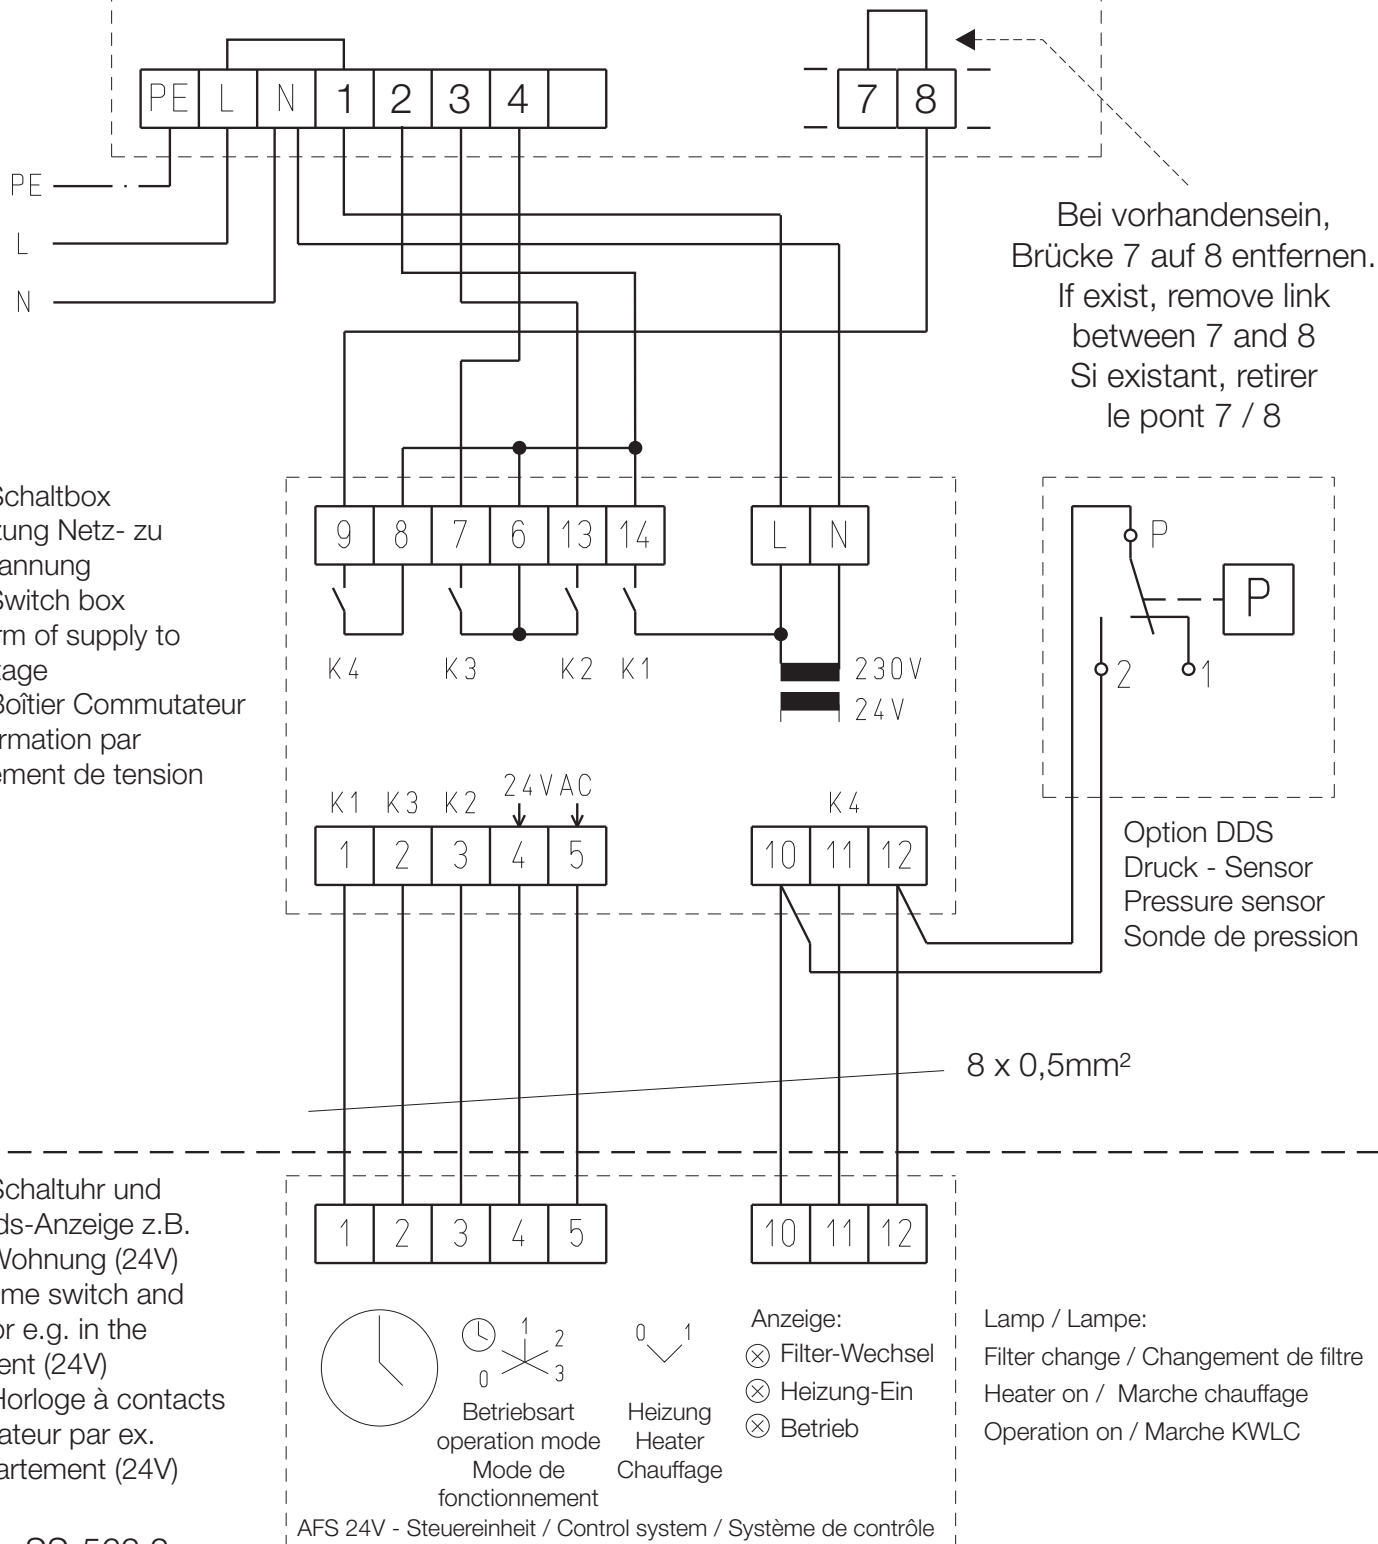 PE L N 1 2 3 4 7 8
PE
L
N
Bei vorhandensein,
Brücke 7 auf 8 entfernen.
If exist, remove link
between 7 and 8
Si existant, retirer
le pont 7 / 8
Schaltbox
zung Netz- zu
annung
Switch box
rm of supply to
tage
Boîtier Commutateur
rmation par
ement de tension
9 8 7 6 13 14 L N
K4 K3 K2 K1
230V
24V
P
P
2 1
K1 K3 K2 24VAC K4
1 2 3 4 5 10 11 12
Option DDS
Druck - Sensor
Pressure sensor
Sonde de pression
8 x 0,5mm²
Schaltuhr und
ds-Anzeige z.B.
Wohnung (24V)
me switch and
or e.g. in the
ent (24V)
Horloge à contacts
ateur par ex.
artement (24V)
1 2 3 4 5 10 11 12
0 1 2 3
Betriebsart
operation mode
Mode de
fonctionnement
0 1
Heizung
Heater
Chauffage
Anzeige:
Filter-Wechsel
Heizung-Ein
Betrieb
Lamp / Lampe:
Filter change / Changement de filtre
Heater on / Marche chauffage
Operation on / Marche KWLC
AFS 24V - Steuereinheit / Control system / Système de contrôle